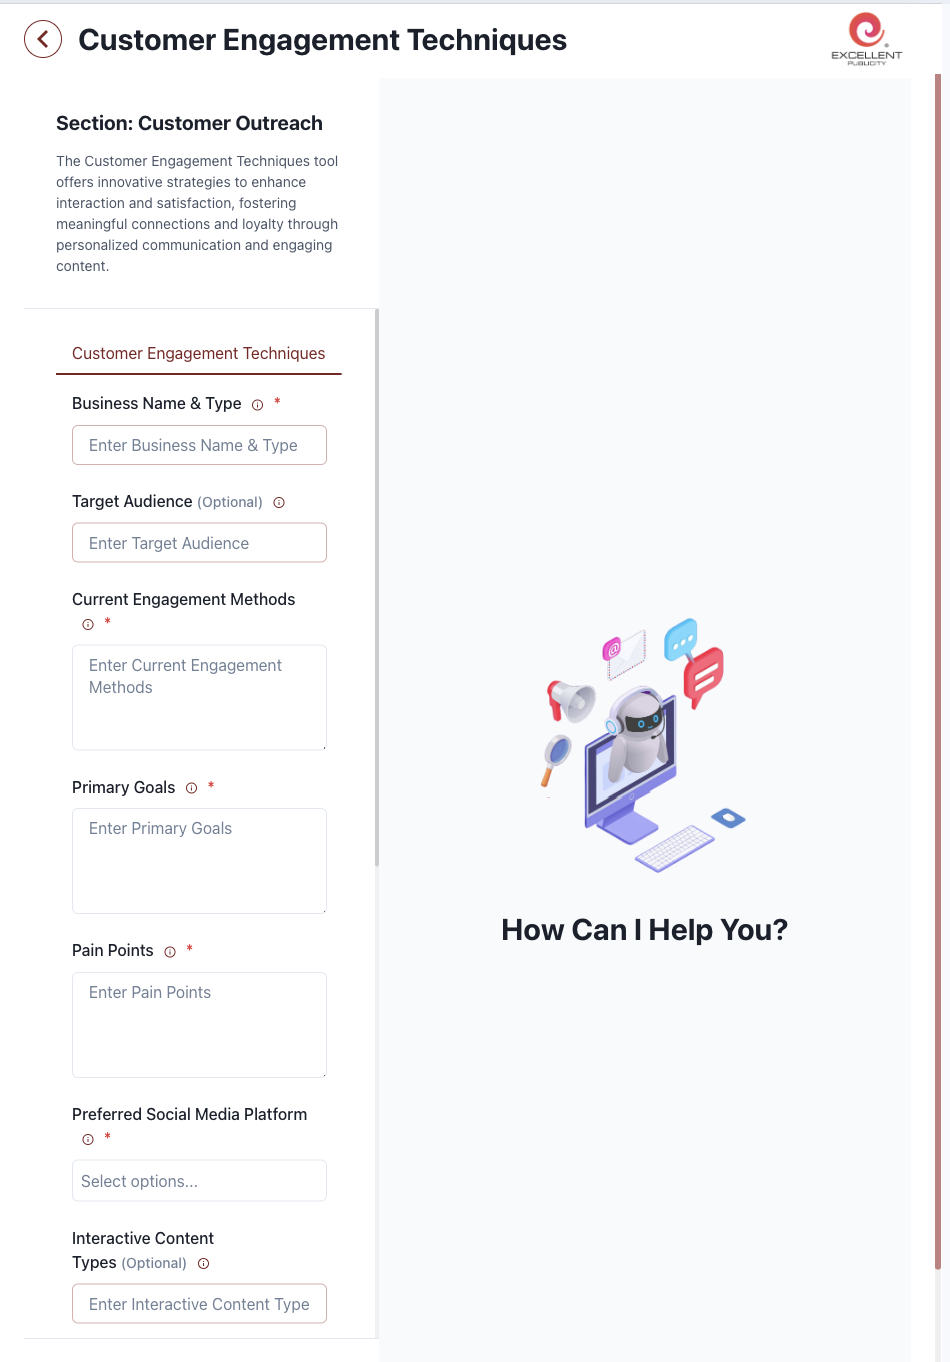 Customer Engagement Techniques
EXCELLENT
PUBLICITY
Section: Customer Outreach
The Customer Engagement Techniques tool
offers innovative strategies to enhance
interaction and satisfaction, fostering
meaningful connections and loyalty through
personalized communication and engaging
content.
Customer Engagement Techniques
Business Name & Type *
Enter Business Name & Type
Target Audience (Optional)
Enter Target Audience
Current Engagement Methods
*
Enter Current Engagement
Methods
Primary Goals *
Enter Primary Goals
Pain Points *
Enter Pain Points
Preferred Social Media Platform
*
Select options...
Interactive Content
Types (Optional)
Enter Interactive Content Type
How Can I Help You?